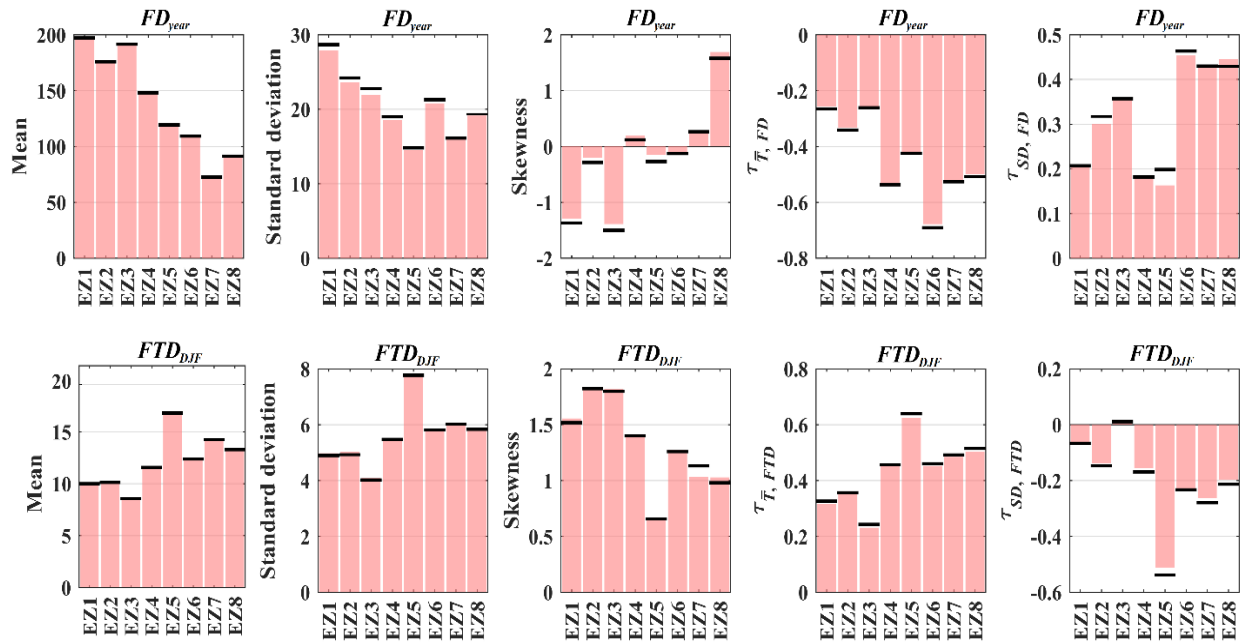 FD_year FD_year FD_year FD_year FD_year
Mean
200
150
100
50
0
EZ1 EZ2 EZ3 EZ4 EZ5 EZ6 EZ7 EZ8
Standard deviation
30
20
10
0
EZ1 EZ2 EZ3 EZ4 EZ5 EZ6 EZ7 EZ8
Skewness
2
1
0
-1
-2
EZ1 EZ2 EZ3 EZ4 EZ5 EZ6 EZ7 EZ8
τ_T̅, FD
0
-0.2
-0.4
-0.6
-0.8
EZ1 EZ2 EZ3 EZ4 EZ5 EZ6 EZ7 EZ8
τ_SD, FD
0.5
0.4
0.3
0.2
0.1
0
EZ1 EZ2 EZ3 EZ4 EZ5 EZ6 EZ7 EZ8
FTD_DJF FTD_DJF FTD_DJF FTD_DJF FTD_DJF
Mean
20
15
10
5
0
EZ1 EZ2 EZ3 EZ4 EZ5 EZ6 EZ7 EZ8
Standard deviation
8
6
4
2
0
EZ1 EZ2 EZ3 EZ4 EZ5 EZ6 EZ7 EZ8
Skewness
2
1.5
1
0.5
0
EZ1 EZ2 EZ3 EZ4 EZ5 EZ6 EZ7 EZ8
τ_T̅, FTD
0.8
0.6
0.4
0.2
0
EZ1 EZ2 EZ3 EZ4 EZ5 EZ6 EZ7 EZ8
τ_SD, FTD
0.2
0
-0.2
-0.4
-0.6
EZ1 EZ2 EZ3 EZ4 EZ5 EZ6 EZ7 EZ8